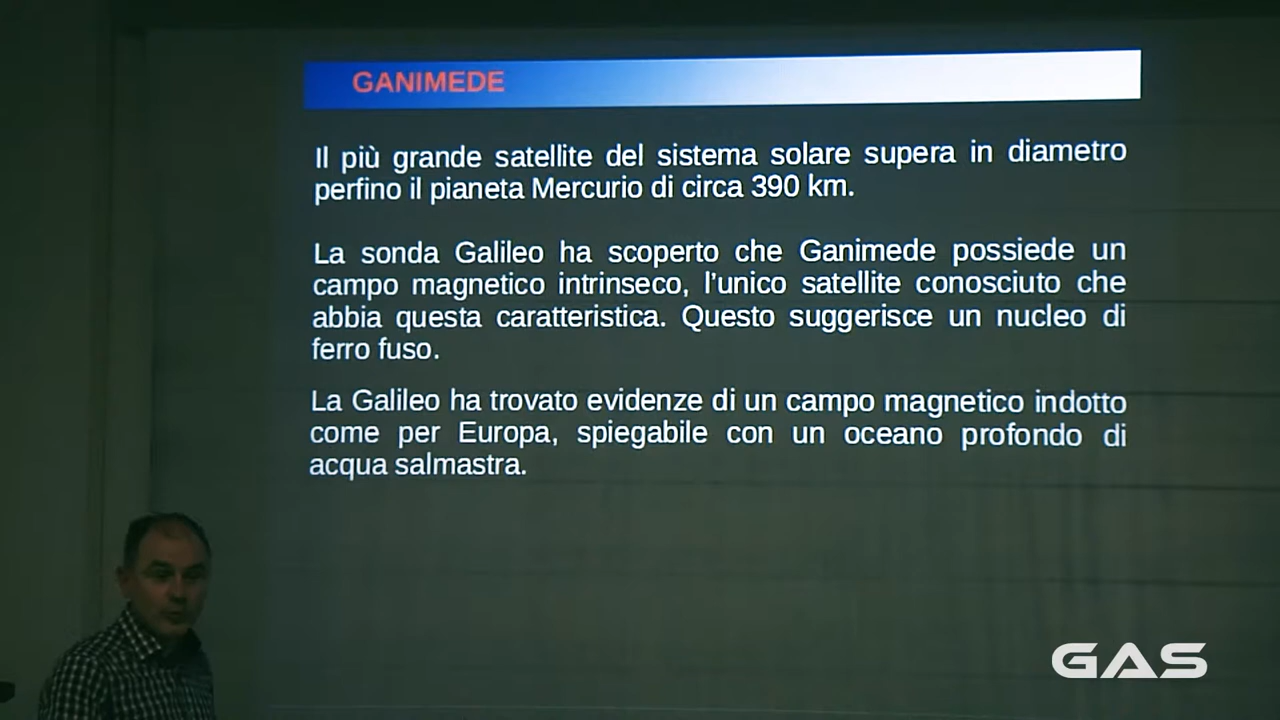 GANIMEDE
Il più grande satellite del sistema solare supera in diametro
perfino il pianeta Mercurio di circa 390 km.
La sonda Galileo ha scoperto che Ganimede possiede un
campo magnetico intrinseco, l’unico satellite conosciuto che
abbia questa caratteristica. Questo suggerisce un nucleo di
ferro fuso.
La Galileo ha trovato evidenze di un campo magnetico indotto
come per Europa, spiegabile con un oceano profondo di
acqua salmastra.
GAS